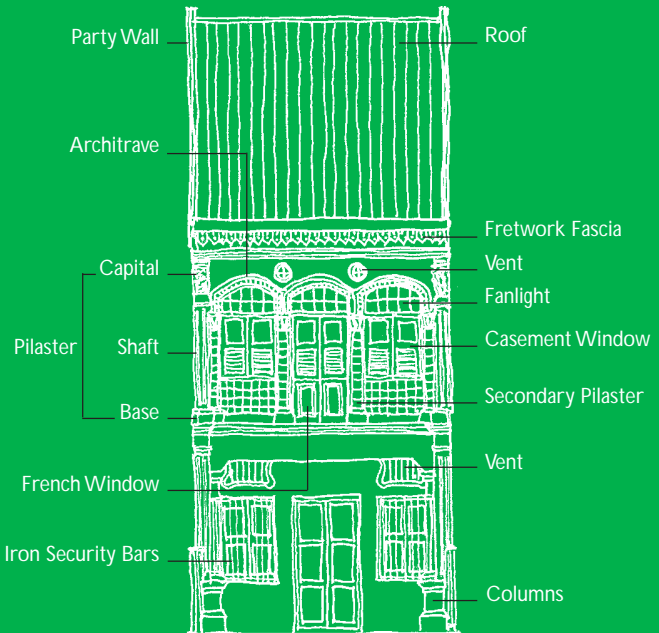 Party Wall
Roof
Architrave
Fretwork Fascia
Capital
Vent
Fanlight
Pilaster
Shaft
Casement Window
Base
Secondary Pilaster
French Window
Vent
Iron Security Bars
Columns